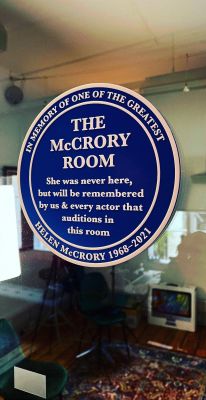 IN MEMORY OF ONE OF THE GREATEST
THE
McCRORY
ROOM
She was never here,
but will be remembered
by us & every actor that
auditions in
this room
HELEN McCRORY 1968-2021